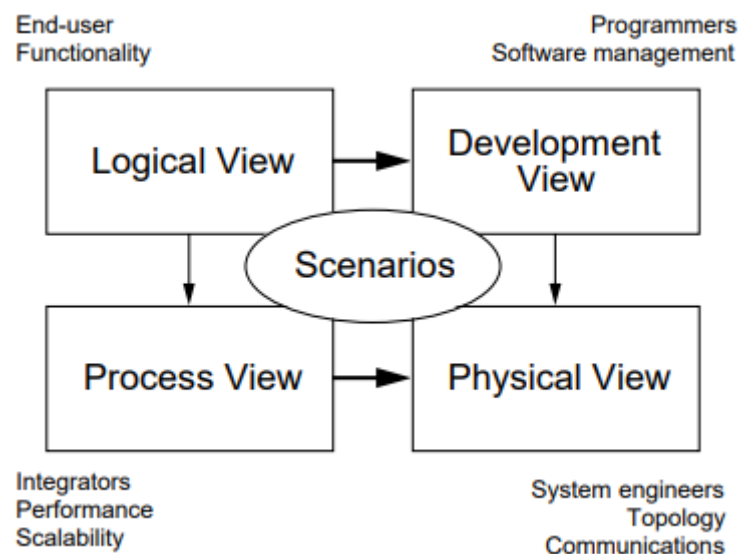 End-user
Functionality
Programmers
Software management
Logical View
Development
View
Scenarios
Process View
Physical View
Integrators
Performance
Scalability
System engineers
Topology
Communications